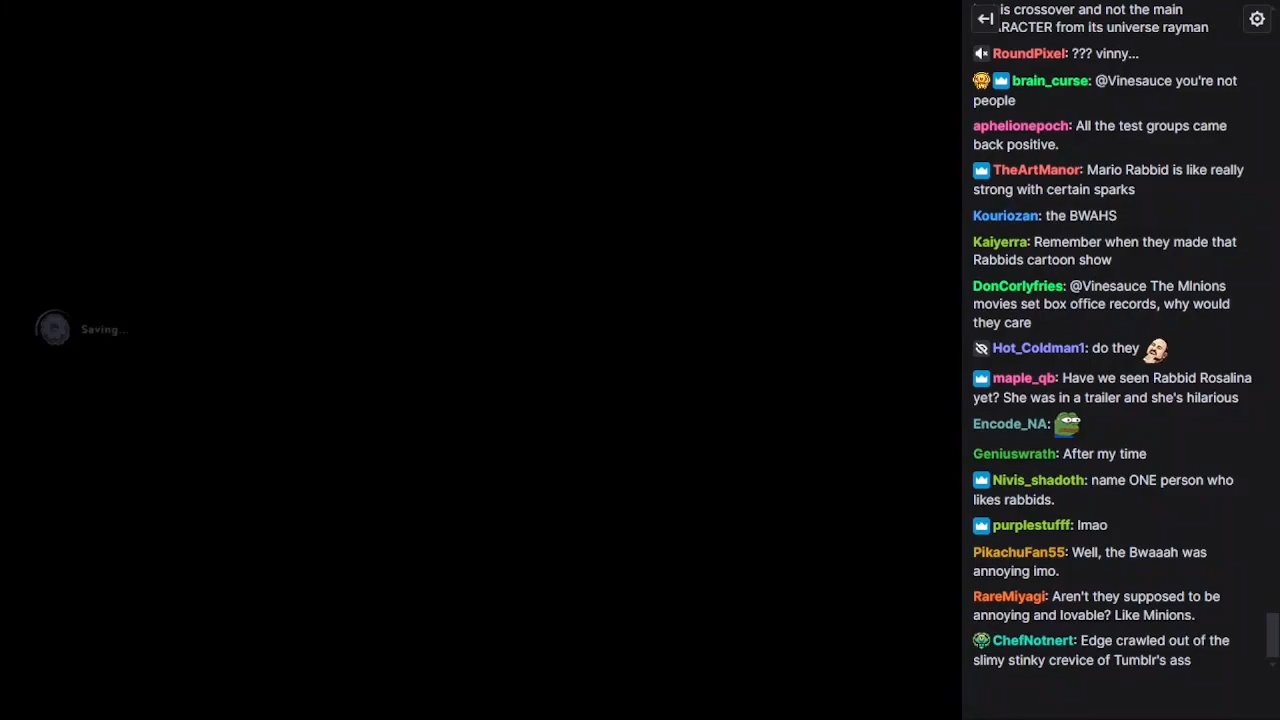 is crossover and not the main
ARACTER from its universe rayman
RoundPixel: ??? vinny...
brain_curse: @Vinesauce you're not
people
aphelionepoch: All the test groups came
back positive.
TheArtManor: Mario Rabbid is like really
strong with certain sparks
Kouriozan: the BWAHS
Kaiyerra: Remember when they made that
Rabbids cartoon show
DonCorlyfries: @Vinesauce The MInions
movies set box office records, why would
they care
Hot_Coldman1: do they
maple_qb: Have we seen Rabbid Rosalina
yet? She was in a trailer and she's hilarious
Encode_NA:
Geniuswrath: After my time
Saving...
Nivis_shadoth: name ONE person who
likes rabbids.
purplestufff: lmao
PikachuFan55: Well, the Bwaaah was
annoying imo.
RareMiyagi: Aren't they supposed to be
annoying and lovable? Like Minions.
ChefNotnert: Edge crawled out of the
slimy stinky crevice of Tumblr's ass